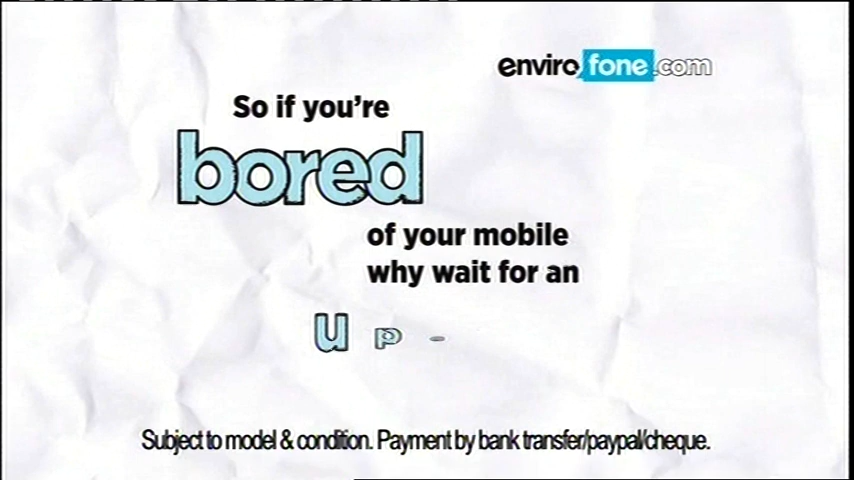 envirofone.com
So if you're
bored
of your mobile
why wait for an
up-
Subject to model & condition. Payment by bank transfer/paypal/cheque.